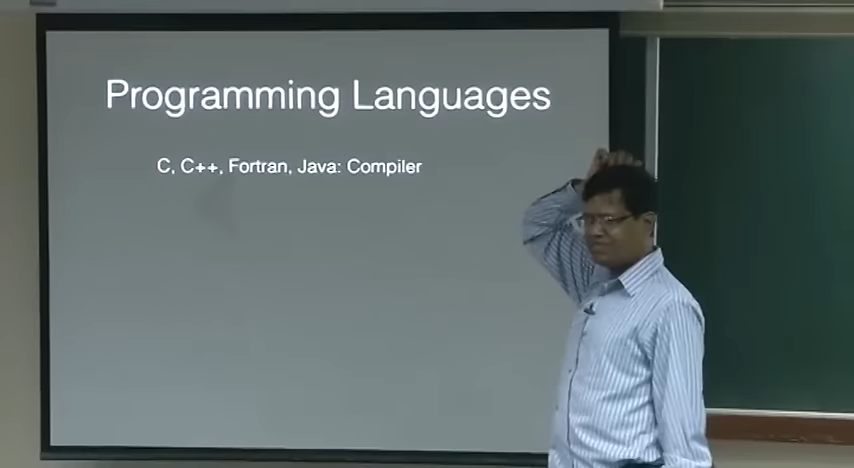 Programming Languages
C, C++, Fortran, Java: Compiler